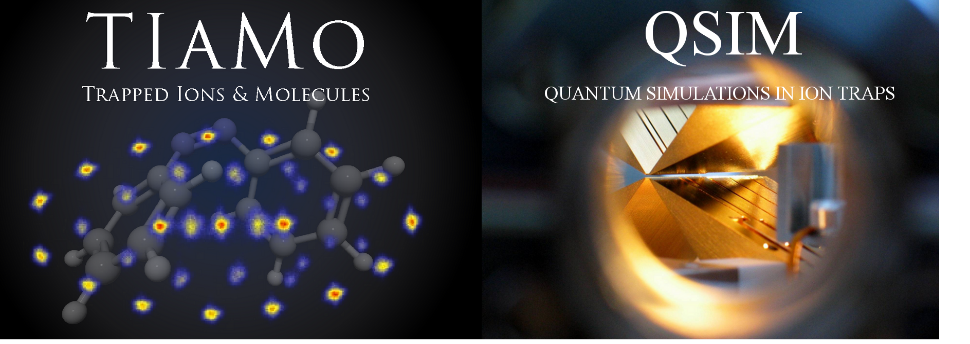 TIAMO
TRAPPED IONS & MOLECULES
QSIM
QUANTUM SIMULATIONS IN ION TRAPS